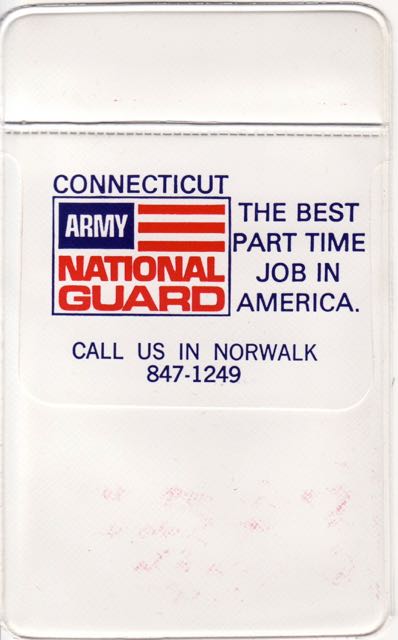 CONNECTICUT
ARMY
NATIONAL
GUARD
THE BEST
PART TIME
JOB IN
AMERICA.
CALL US IN NORWALK
847-1249